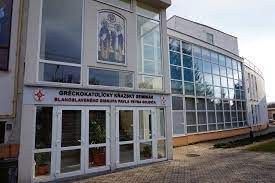 GRÉCKOKATOLÍCKY KŇAZSKÝ SEMINÁR
BLAHOSLAVENÉHO BISKUPA PAVLA PETRA GOJDIČA